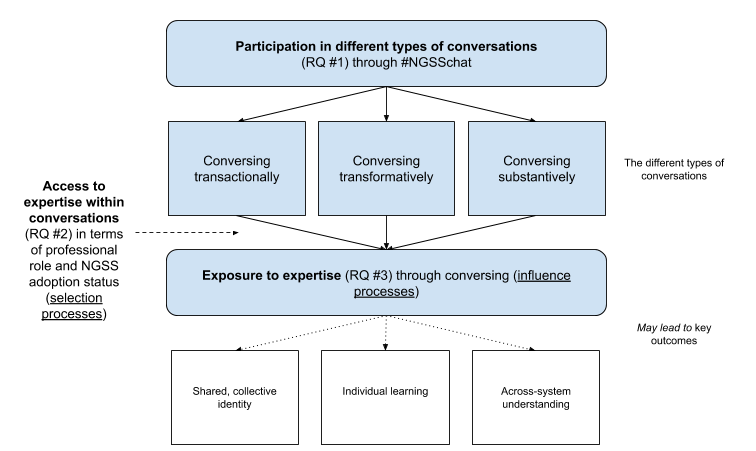 Participation in different types of conversations
(RQ #1) through #NGSSchat
Conversing
transactionally
Conversing
transformatively
Conversing
substantively
The different types of
conversations
Access to
expertise within
conversations
(RQ #2) in terms
of professional
role and NGSS
adoption status
(selection
processes)
Exposure to expertise (RQ #3) through conversing (influence
processes)
May lead to key
outcomes
Shared, collective
identity
Individual learning
Across-system
understanding